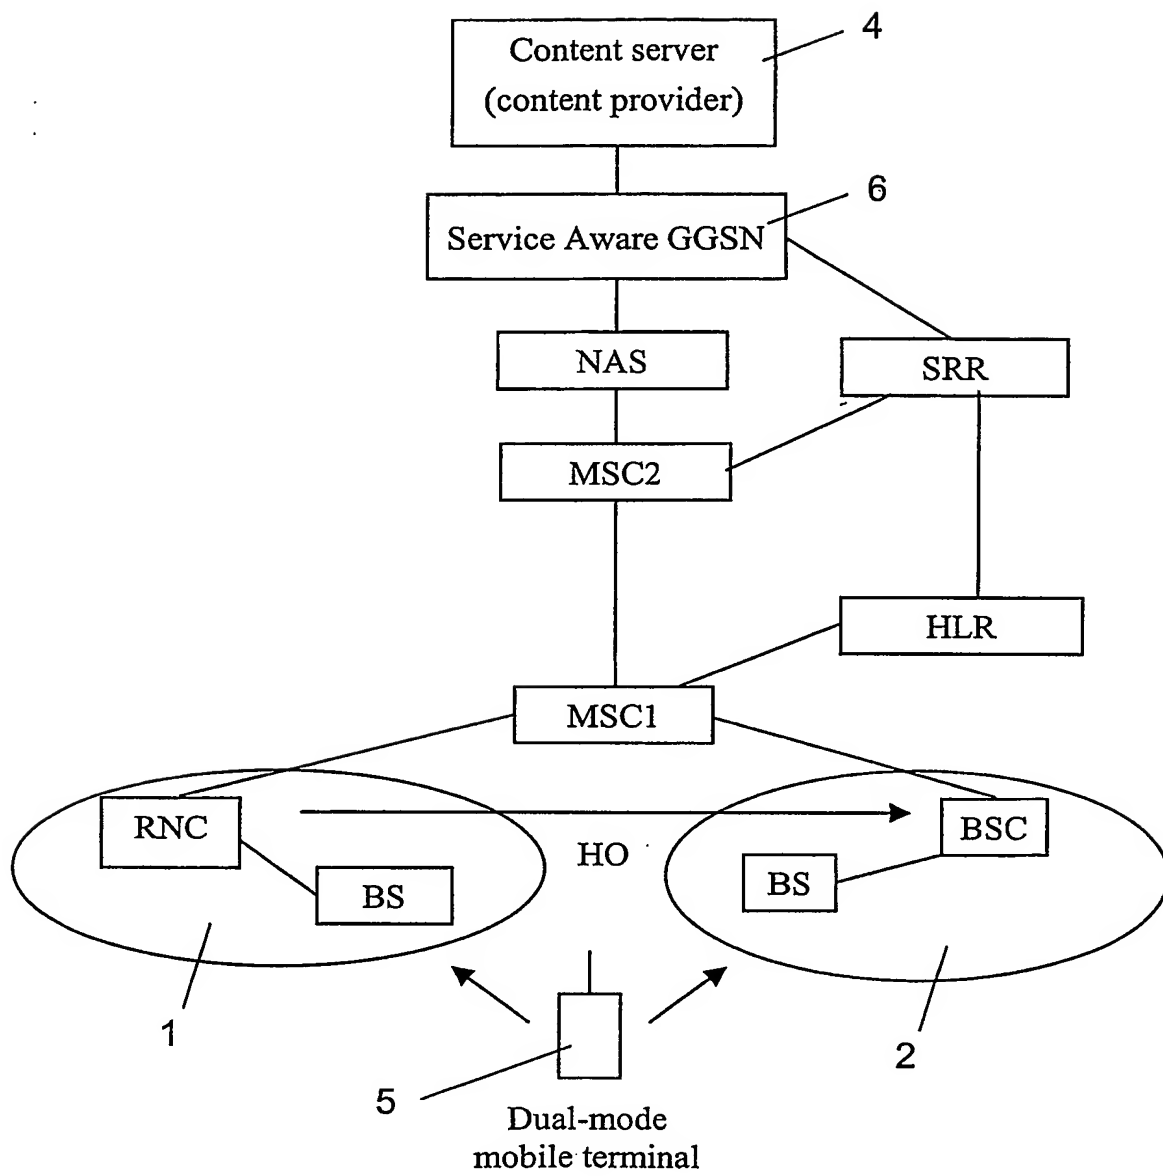 4
Content server
(content provider)
6
Service Aware GGSN
NAS
SRR
MSC2
HLR
MSC1
RNC
BSC
HO
BS
BS
1
2
5
Dual-mode
mobile terminal